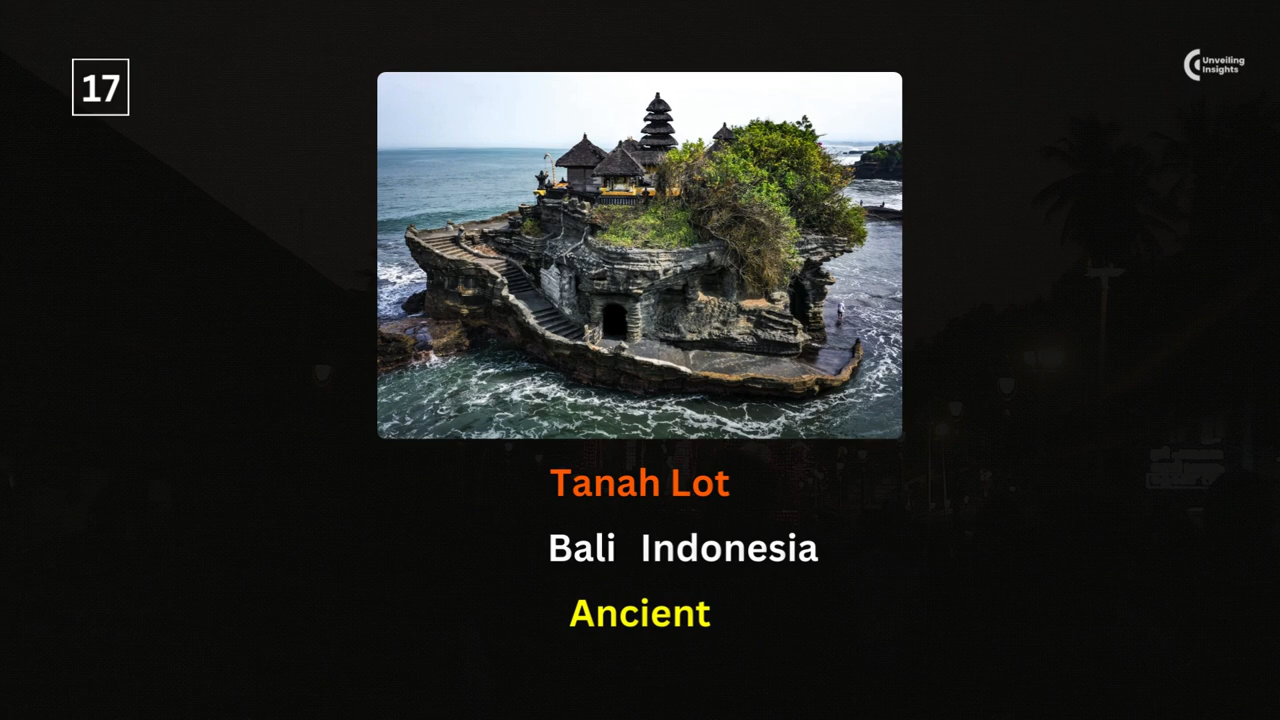 17
Unveiling
Insights
Tanah Lot
Bali Indonesia
Ancient